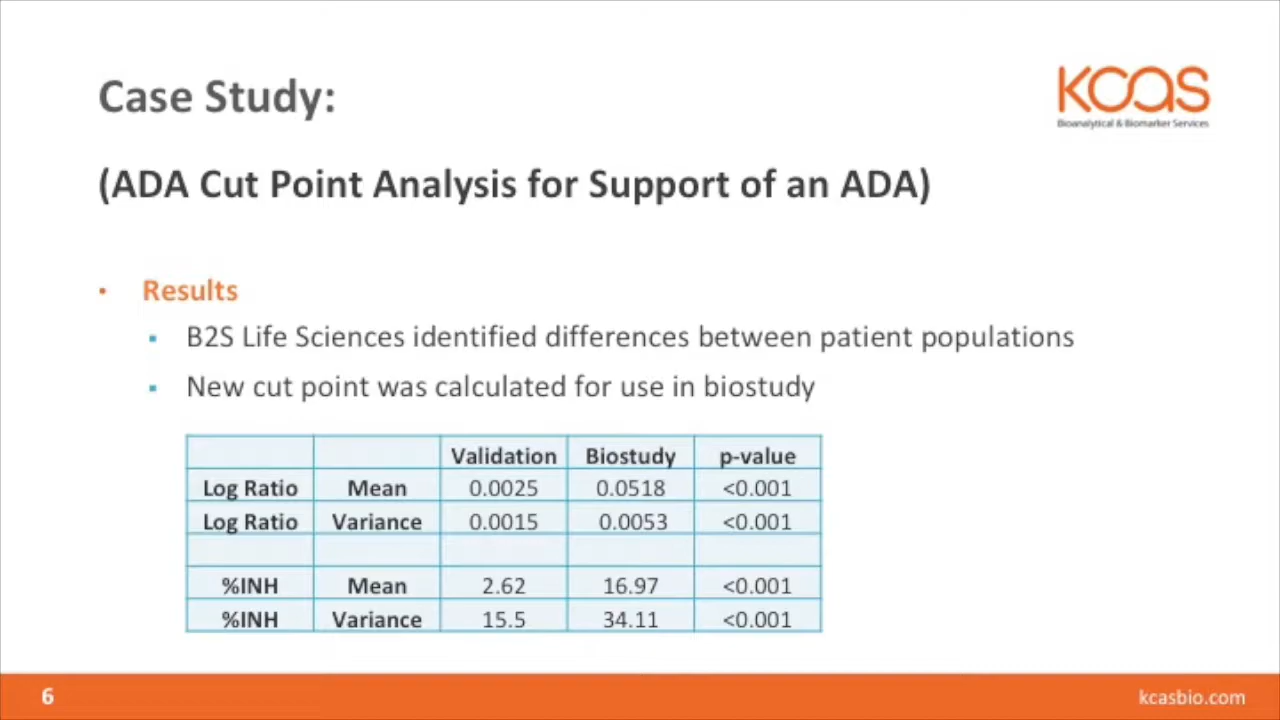 Case Study:
KCAS
Bioanalytical & Biomarker Services
(ADA Cut Point Analysis for Support of an ADA)
Results
B2S Life Sciences identified differences between patient populations
New cut point was calculated for use in biostudy
Validation Biostudy p-value
Log Ratio Mean 0.0025 0.0518 <0.001
Log Ratio Variance 0.0015 0.0053 <0.001
%INH Mean 2.62 16.97 <0.001
%INH Variance 15.5 34.11 <0.001
6
kcasbio.com